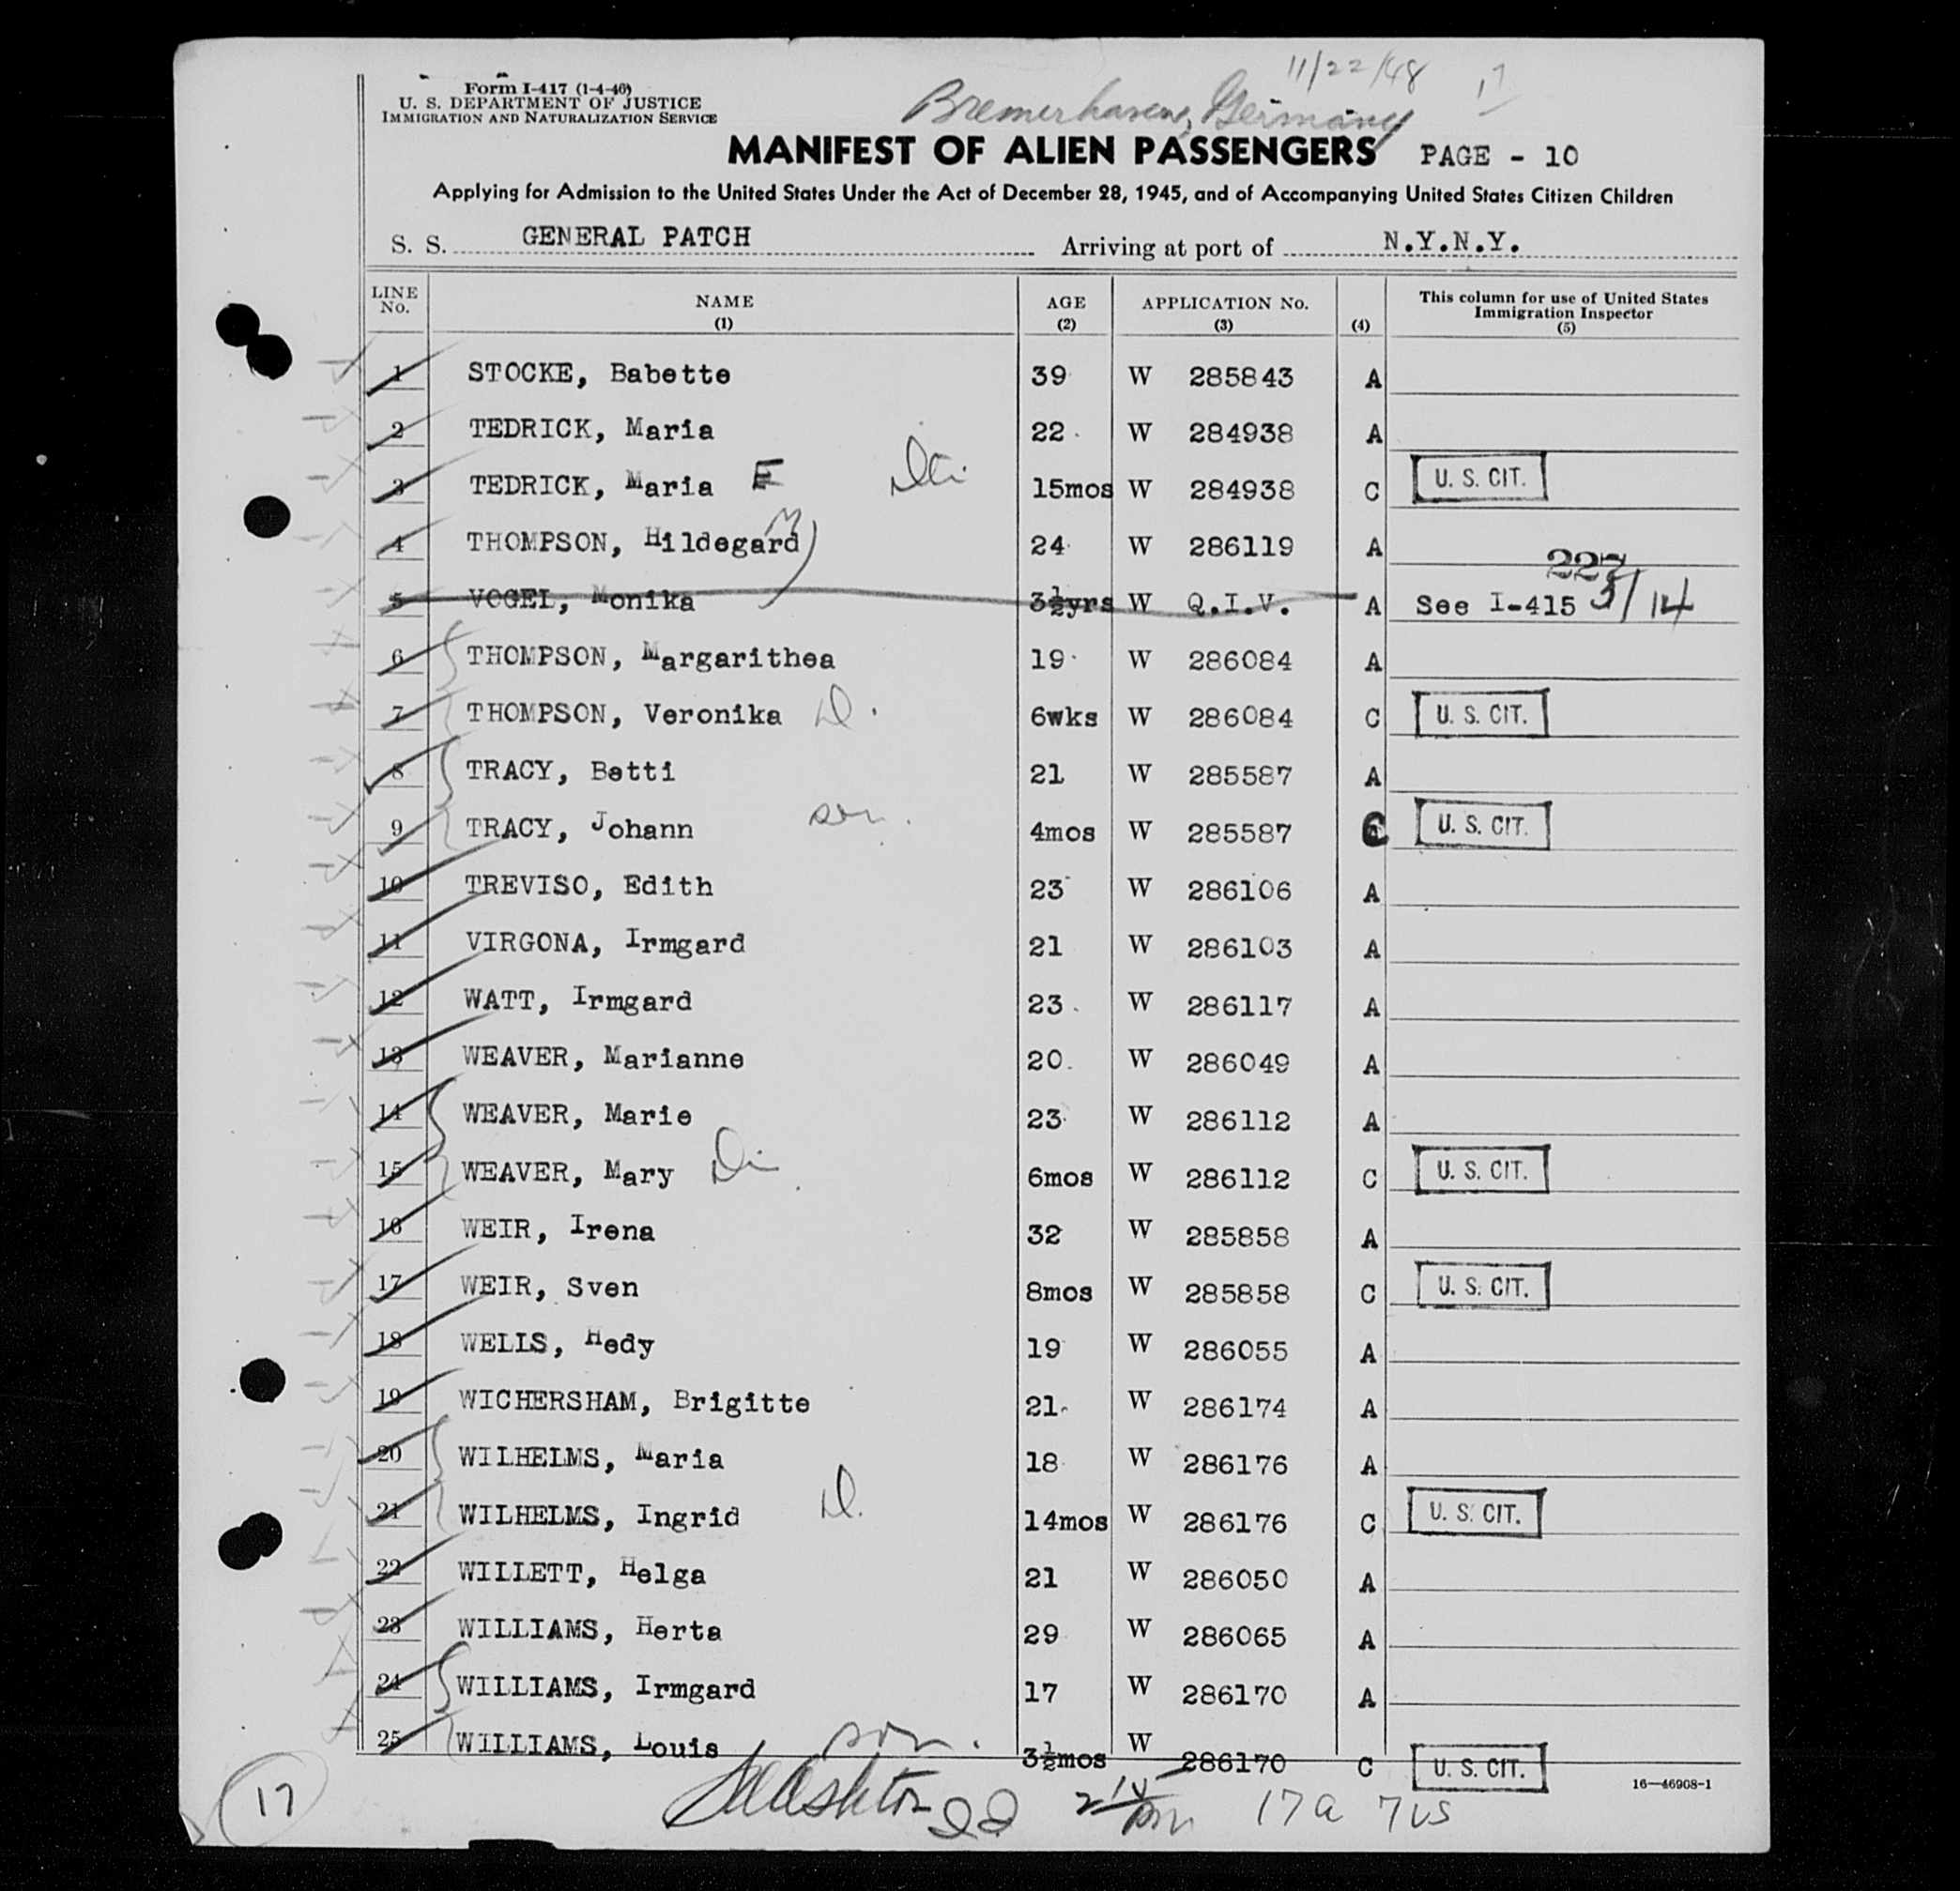 11/22/48 17
Form I-417 (1-4-46)
U. S. DEPARTMENT OF JUSTICE
IMMIGRATION AND NATURALIZATION SERVICE
Bremerhaven, Germany
MANIFEST OF ALIEN PASSENGERS PAGE - 10
Applying for Admission to the United States Under the Act of December 28, 1945, and of Accompanying United States Citizen Children
S. S. GENERAL PATCH Arriving at port of N.Y.N.Y.
LINE No. NAME (1) AGE (2) APPLICATION No. (3) (4) This column for use of United States Immigration Inspector (5)
1 STOCKE, Babette 39 W 285843 A
2 TEDRICK, Maria 22 W 284938 A
3 TEDRICK, Maria E 15mos W 284938 C U. S. CIT.
4 THOMPSON, Hildegard M 24 W 286119 A
227
5 VOGEL, Monika 3½yrs W Q.I.V. A See I-415 3/14
6 THOMPSON, Margarithea 19 W 286084 A
7 THOMPSON, Veronika D. 6wks W 286084 C U. S. CIT.
8 TRACY, Betti 21 W 285587 A
9 TRACY, Johann son. 4mos W 285587 C U. S. CIT.
10 TREVISO, Edith 23 W 286106 A
11 VIRGONA, Irmgard 21 W 286103 A
12 WATT, Irmgard 23 W 286117 A
13 WEAVER, Marianne 20 W 286049 A
14 WEAVER, Marie 23 W 286112 A
15 WEAVER, Mary 6mos W 286112 C U. S. CIT.
16 WEIR, Irena 32 W 285858 A
17 WEIR, Sven 8mos W 285858 C U. S. CIT.
18 WELLS, Hedy 19 W 286055 A
19 WICHERSHAM, Brigitte 21 W 286174 A
20 WILHELMS, Maria 18 W 286176 A
21 WILHELMS, Ingrid D. 14mos W 286176 C U. S. CIT.
22 WILLETT, Helga 21 W 286050 A
23 WILLIAMS, Herta 29 W 286065 A
24 WILLIAMS, Irmgard 17 W 286170 A
25 WILLIAMS, Louis son. 3½mos W 286170 C U. S. CIT.
16—46908-1
17 17a 7us